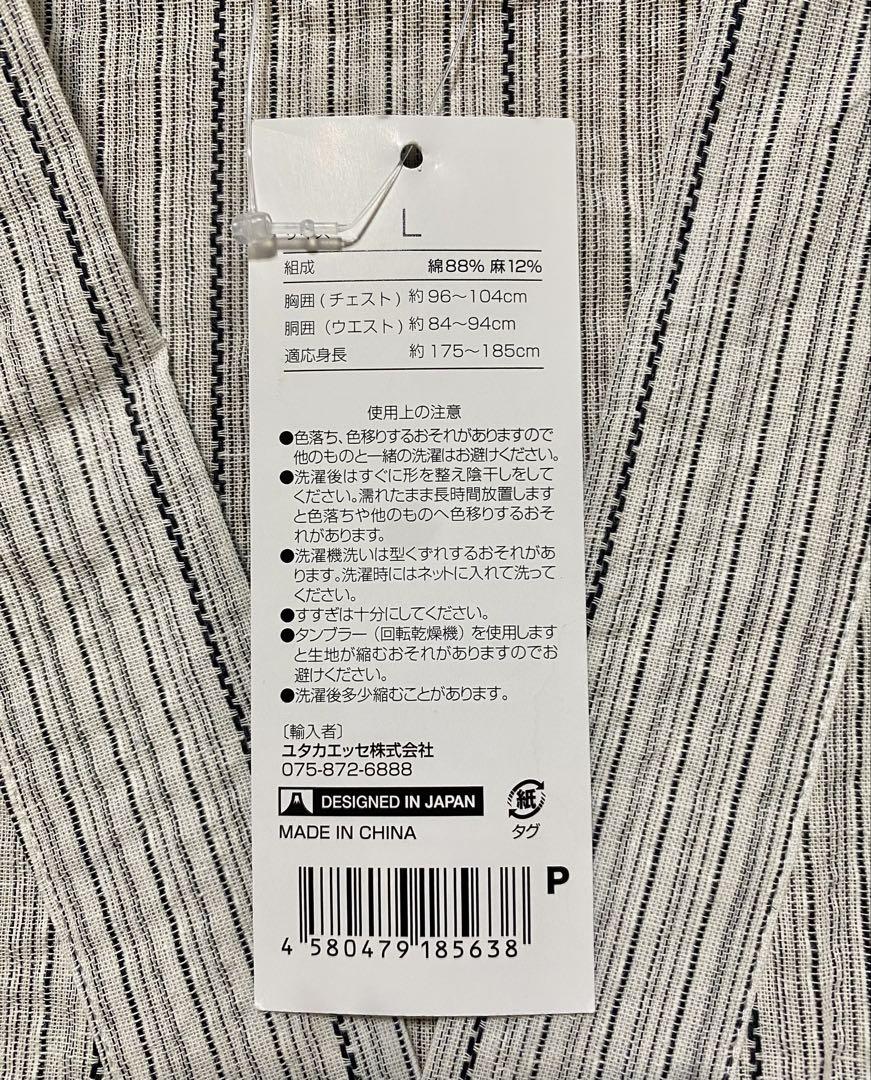 L
組成 綿88% 麻12%
胸囲(チェスト) 約96〜104cm
胴囲(ウエスト) 約84〜94cm
適応身長 約175〜185cm
使用上の注意
●色落ち、色移りするおそれがありますので
他のものと一緒の洗濯はお避けください。
●洗濯後はすぐに形を整え陰干しをして
ください。濡れたまま長時間放置します
と色落ちや他のものへ色移りするおそ
れがあります。
●洗濯機洗いは型くずれするおそれがあ
ります。洗濯時にはネットに入れて洗って
ください。
●すすぎは十分にしてください。
●タンブラー(回転乾燥機)を使用します
と生地が縮むおそれがありますのでお
避けください。
●洗濯後多少縮むことがあります。
〔輸入者〕
ユタカエッセ株式会社
075-872-6888
DESIGNED IN JAPAN
MADE IN CHINA
紙
タグ
P
4 580479 185638